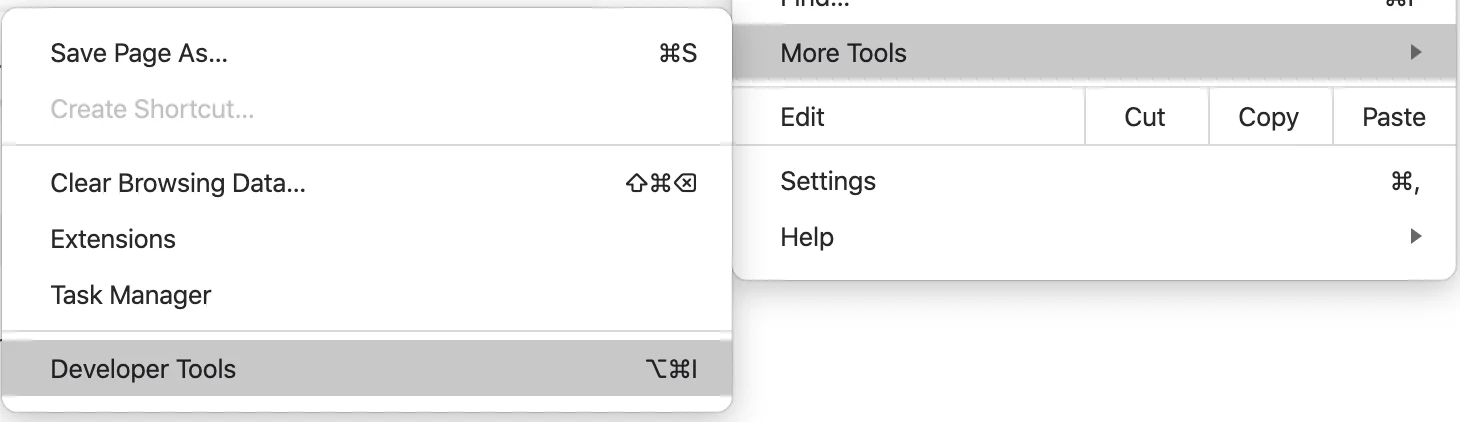 Save Page As... ⌘S
Create Shortcut...
Clear Browsing Data... ⇧⌘⌫
Extensions
Task Manager
Developer Tools ⌥⌘I
More Tools ▶
Edit Cut Copy Paste
Settings ⌘,
Help ▶